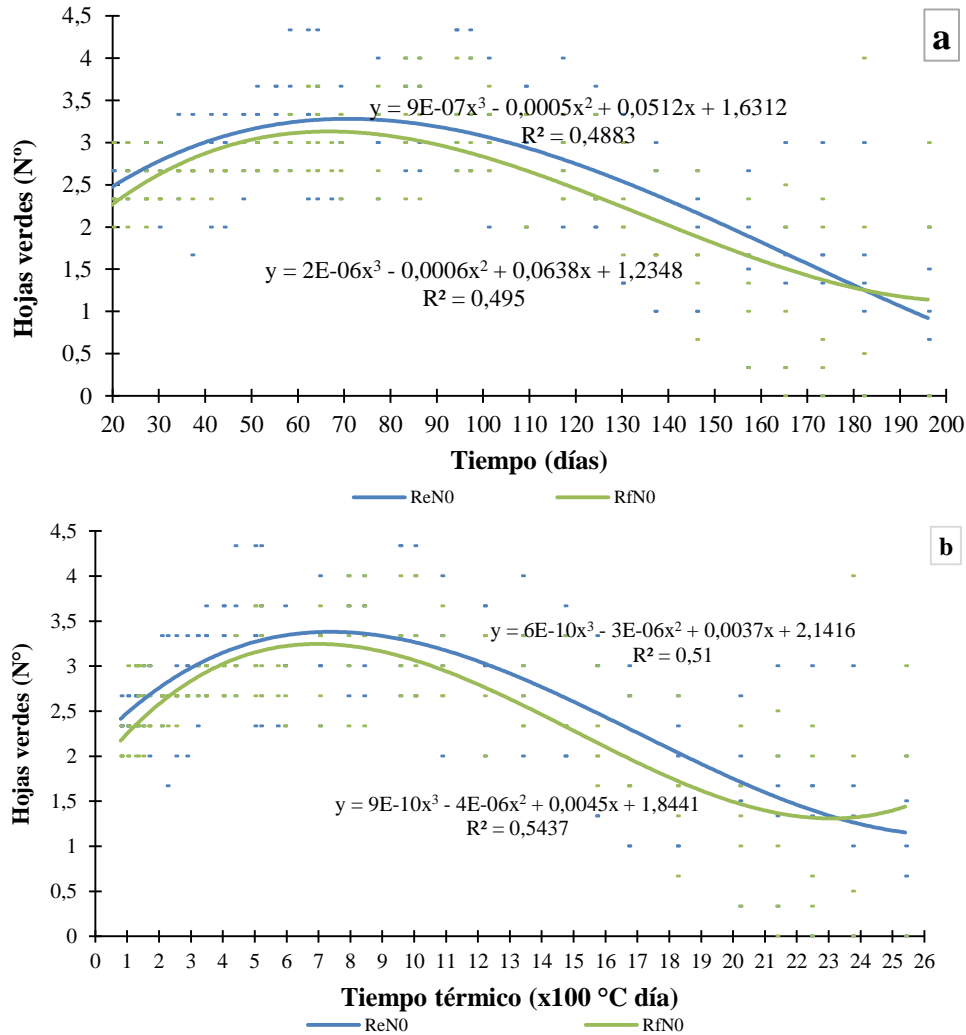 a
4,5
4
3,5
3
2,5
2
1,5
1
0,5
0
Hojas verdes (Nº)
y = 9E-07x³ - 0,0005x² + 0,0512x + 1,6312
R² = 0,4883
y = 2E-06x³ - 0,0006x² + 0,0638x + 1,2348
R² = 0,495
20 30 40 50 60 70 80 90 100 110 120 130 140 150 160 170 180 190 200
Tiempo (días)
ReN0 RfN0
b
4,5
4
3,5
3
2,5
2
1,5
1
0,5
0
Hojas verdes (N°)
y = 6E-10x³ - 3E-06x² + 0,0037x + 2,1416
R² = 0,51
y = 9E-10x³ - 4E-06x² + 0,0045x + 1,8441
R² = 0,5437
0 1 2 3 4 5 6 7 8 9 10 11 12 13 14 15 16 17 18 19 20 21 22 23 24 25 26
Tiempo térmico (x100 °C día)
ReN0 RfN0